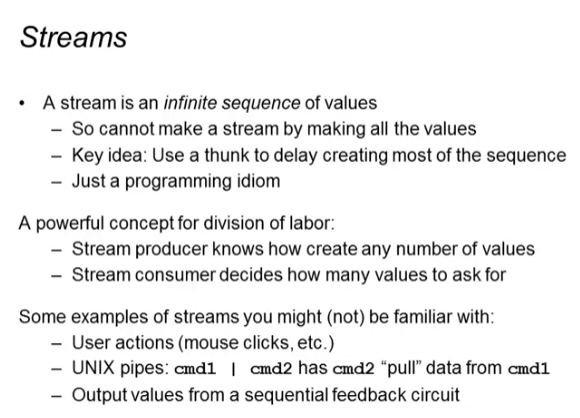 Streams
• A stream is an infinite sequence of values
– So cannot make a stream by making all the values
– Key idea: Use a thunk to delay creating most of the sequence
– Just a programming idiom
A powerful concept for division of labor:
– Stream producer knows how create any number of values
– Stream consumer decides how many values to ask for
Some examples of streams you might (not) be familiar with:
– User actions (mouse clicks, etc.)
– UNIX pipes: cmd1 | cmd2 has cmd2 “pull” data from cmd1
– Output values from a sequential feedback circuit